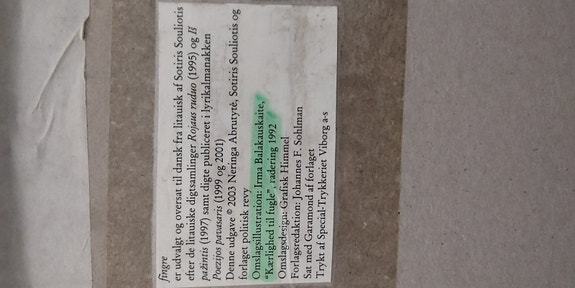 fingre
er udvalgt og oversat til dansk fra litauisk af Sotiris Souliotis
efter de litauiske digtsamlinger Rojaus ruduo (1995) og Iš
pažintis (1997) samt digte publiceret i lyrikalmanakken
Poezijos pavasaris (1999 og 2001)
Denne udgave © 2003 Neringa Abrutytė, Sotiris Souliotis og
forlaget politisk revy
Omslagsillustration: Irma Balakauskaite,
"Kærlighed til fugle", radering 1992
Omslagsdesign: Grafisk Himmel
Forlagsredaktion: Johannes F. Sohlman
Sat med Garamond af forlaget
Trykt af Special-Trykkeriet Viborg a-s